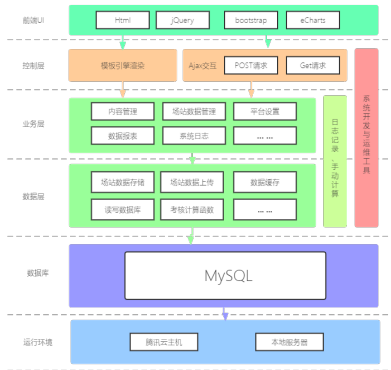 前端UI
Html
jQuery
bootstrap
eCharts
控制层
模板引擎渲染
Ajax交互
POST请求
Get请求
业务层
内容管理
场站数据管理
平台设置
数据报表
系统日志
... ...
日志记录、手动计算
系统开发与运维工具
数据层
场站数据存储
场站数据上传
数据缓存
读写数据库
考核计算函数
... ...
数据库
MySQL
运行环境
腾讯云主机
本地服务器